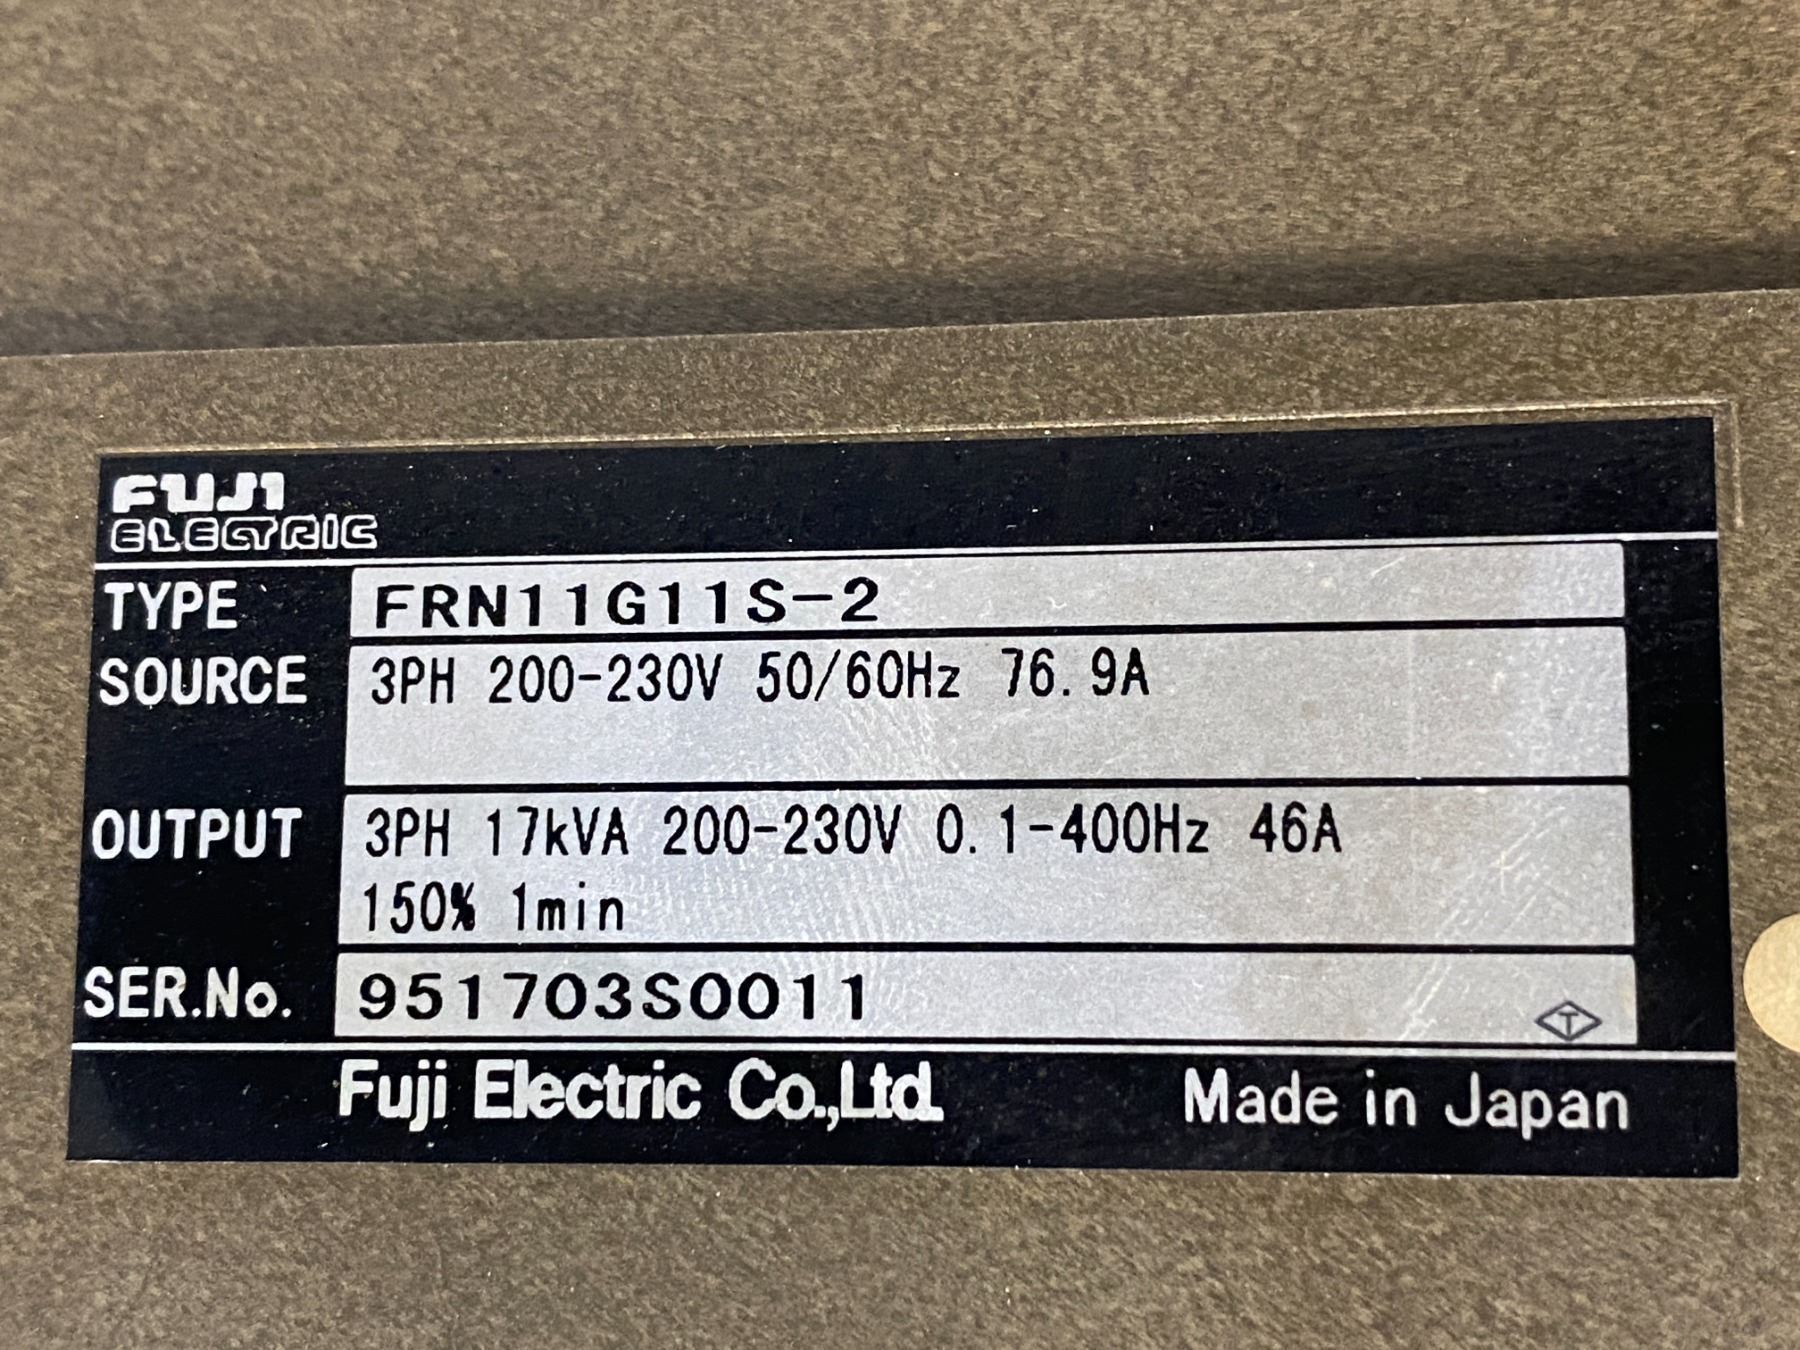 FUJI
ELECTRIC
TYPE FRN11G11S-2
SOURCE 3PH 200-230V 50/60Hz 76.9A
OUTPUT 3PH 17kVA 200-230V 0.1-400Hz 46A
150% 1min
SER.No. 951703S0011
T
Fuji Electric Co.,Ltd. Made in Japan